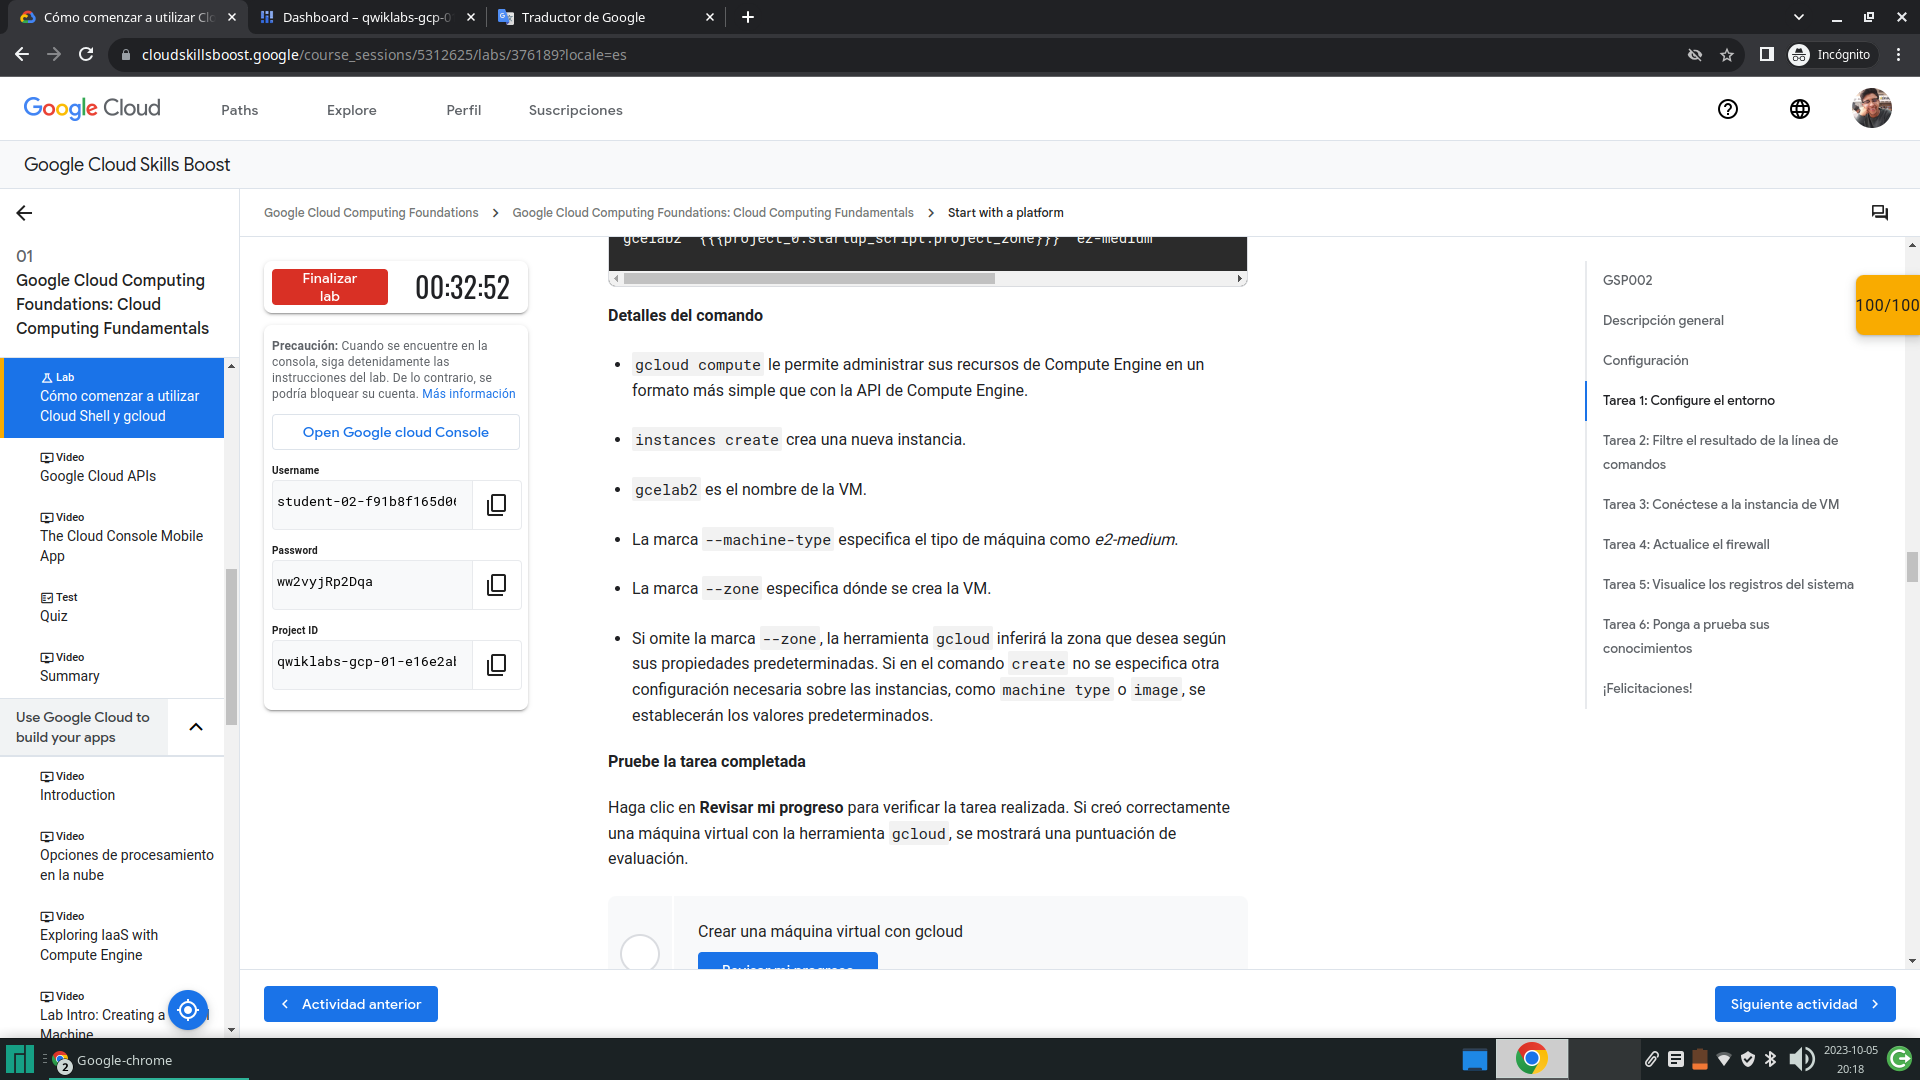 Cómo comenzar a utilizar Cl
Dashboard – qwiklabs-gcp-0
Traductor de Google
cloudskillsboost.google/course_sessions/5312625/labs/376189?locale=es
Incógnito
Google Cloud
Paths
Explore
Perfil
Suscripciones
Google Cloud Skills Boost
Google Cloud Computing Foundations
Google Cloud Computing Foundations: Cloud Computing Fundamentals
Start with a platform
01
Google Cloud Computing
Foundations: Cloud
Computing Fundamentals
Lab
Cómo comenzar a utilizar
Cloud Shell y gcloud
Video
Google Cloud APIs
Video
The Cloud Console Mobile
App
Test
Quiz
Video
Summary
Use Google Cloud to
build your apps
Video
Introduction
Video
Opciones de procesamiento
en la nube
Video
Exploring IaaS with
Compute Engine
Video
Lab Intro: Creating a
Machine
Finalizar
lab
00:32:52
Precaución: Cuando se encuentre en la
consola, siga detenidamente las
instrucciones del lab. De lo contrario, se
podría bloquear su cuenta. Más información
Open Google cloud Console
Username
student-02-f91b8f165d06
Password
ww2vyjRp2Dqa
Project ID
qwiklabs-gcp-01-e16e2ab
gcelab2 {{{project_0.startup_script.project_zone}}} e2-medium
Detalles del comando
• gcloud compute le permite administrar sus recursos de Compute Engine en un
formato más simple que con la API de Compute Engine.
• instances create crea una nueva instancia.
• gcelab2 es el nombre de la VM.
• La marca --machine-type especifica el tipo de máquina como e2-medium.
• La marca --zone especifica dónde se crea la VM.
• Si omite la marca --zone, la herramienta gcloud inferirá la zona que desea según
sus propiedades predeterminadas. Si en el comando create no se especifica otra
configuración necesaria sobre las instancias, como machine type o image, se
establecerán los valores predeterminados.
Pruebe la tarea completada
Haga clic en Revisar mi progreso para verificar la tarea realizada. Si creó correctamente
una máquina virtual con la herramienta gcloud, se mostrará una puntuación de
evaluación.
Crear una máquina virtual con gcloud
Revisar mi progreso
GSP002
Descripción general
Configuración
Tarea 1: Configure el entorno
Tarea 2: Filtre el resultado de la línea de
comandos
Tarea 3: Conéctese a la instancia de VM
Tarea 4: Actualice el firewall
Tarea 5: Visualice los registros del sistema
Tarea 6: Ponga a prueba sus
conocimientos
¡Felicitaciones!
100/100
Actividad anterior
Siguiente actividad
2
Google-chrome
2023-10-05
20:18